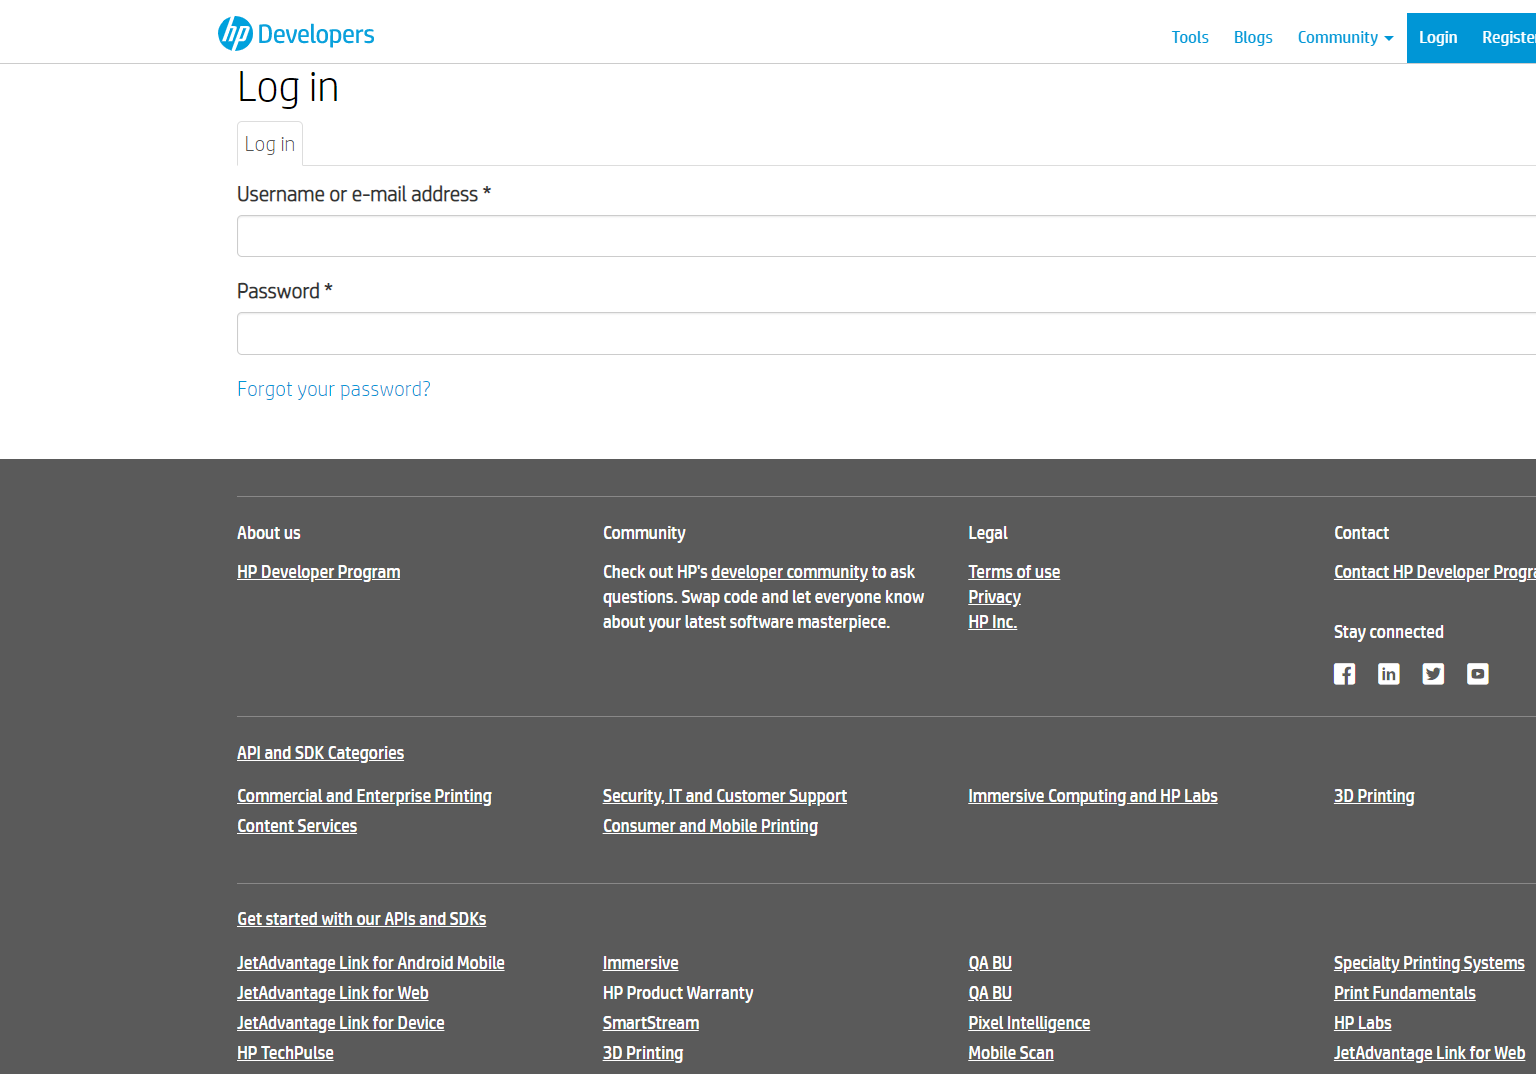 hp Developers
Tools Blogs Community Login Register
Log in
Log in
Username or e-mail address *
Password *
Forgot your password?
About us
HP Developer Program
Community
Check out HP's developer community to ask
questions. Swap code and let everyone know
about your latest software masterpiece.
Legal
Terms of use
Privacy
HP Inc.
Contact
Contact HP Developer Progra
Stay connected
API and SDK Categories
Commercial and Enterprise Printing
Content Services
Security, IT and Customer Support
Consumer and Mobile Printing
Immersive Computing and HP Labs
3D Printing
Get started with our APIs and SDKs
JetAdvantage Link for Android Mobile
JetAdvantage Link for Web
JetAdvantage Link for Device
HP TechPulse
Immersive
HP Product Warranty
SmartStream
3D Printing
QA BU
QA BU
Pixel Intelligence
Mobile Scan
Specialty Printing Systems
Print Fundamentals
HP Labs
JetAdvantage Link for Web